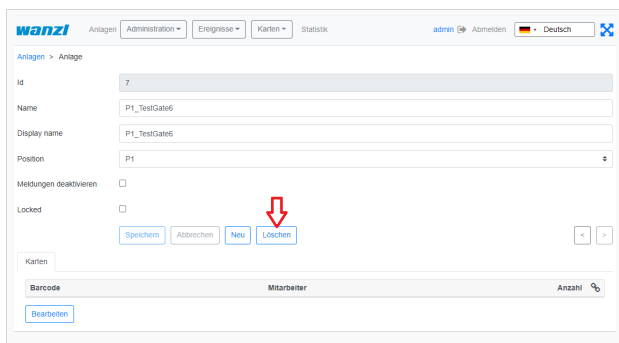 wanzl Anlagen Administration Ereignisse Karten Statistik admin Abmelden Deutsch
Anlagen > Anlage
Id 7
Name P1_TestGate6
Display name P1_TestGate6
Position P1
Meldungen deaktivieren
Locked
Speichern Abbrechen Neu Löschen < >
Karten
Barcode Mitarbeiter Anzahl
Bearbeiten